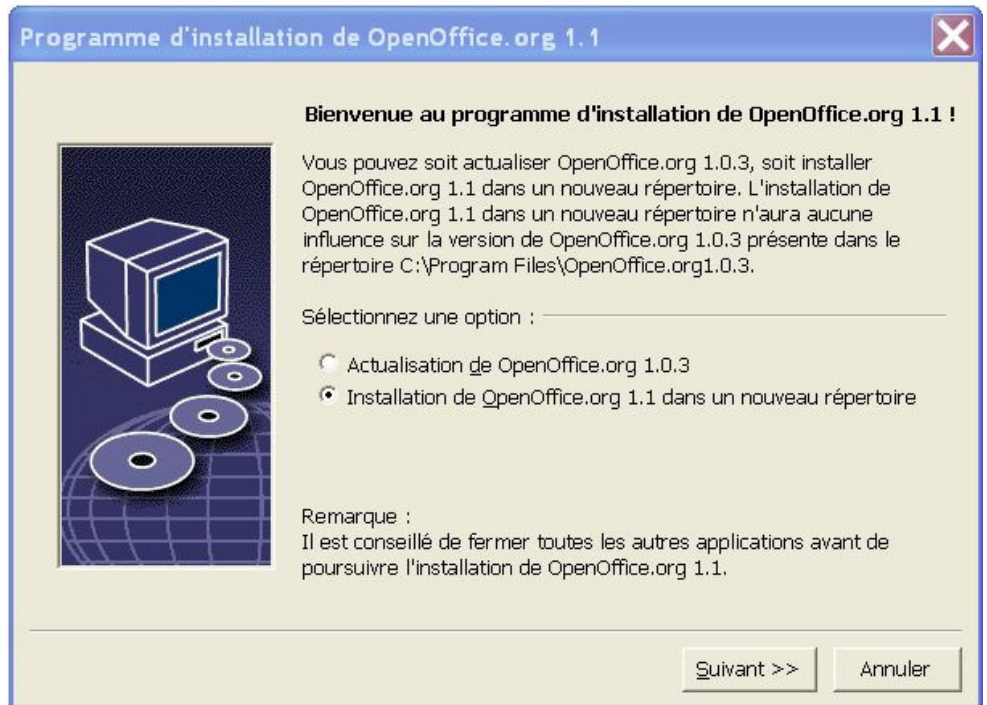 Programme d'installation de OpenOffice.org 1.1
Bienvenue au programme d'installation de OpenOffice.org 1.1 !
Vous pouvez soit actualiser OpenOffice.org 1.0.3, soit installer
OpenOffice.org 1.1 dans un nouveau répertoire. L'installation de
OpenOffice.org 1.1 dans un nouveau répertoire n'aura aucune
influence sur la version de OpenOffice.org 1.0.3 présente dans le
répertoire C:\Program Files\OpenOffice.org1.0.3.
Sélectionnez une option :
Actualisation de OpenOffice.org 1.0.3
Installation de OpenOffice.org 1.1 dans un nouveau répertoire
Remarque :
Il est conseillé de fermer toutes les autres applications avant de
poursuivre l'installation de OpenOffice.org 1.1.
Suivant >>
Annuler